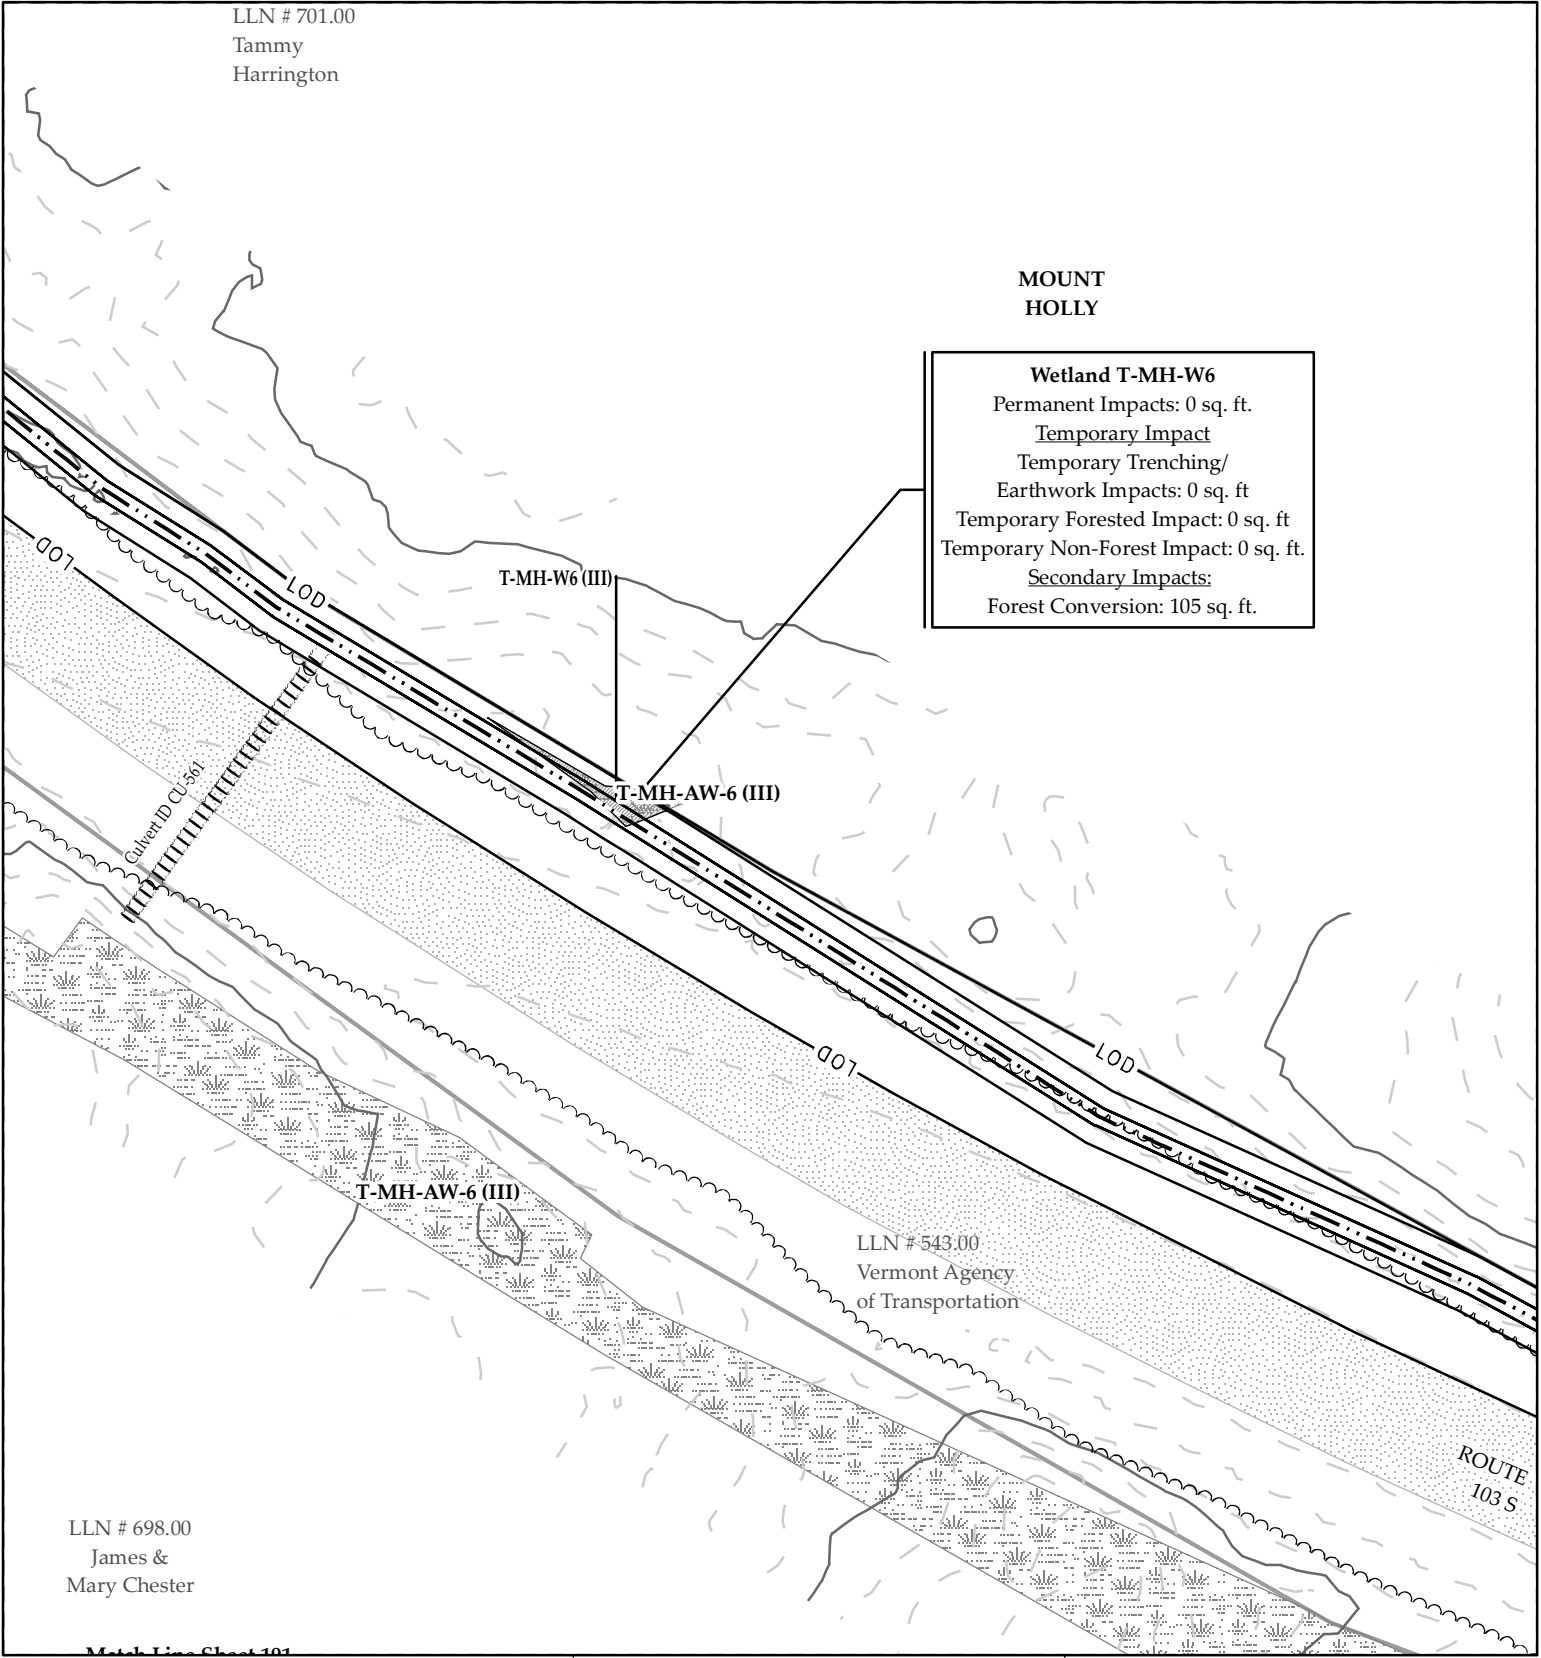 LLN # 701.00
Tammy
Harrington
MOUNT
HOLLY
Wetland T-MH-W6
Permanent Impacts: 0 sq. ft.
Temporary Impact
Temporary Trenching/
Earthwork Impacts: 0 sq. ft
Temporary Forested Impact: 0 sq. ft
Temporary Non-Forest Impact: 0 sq. ft.
Secondary Impacts:
Forest Conversion: 105 sq. ft.
LOD
LOD
T-MH-W6 (III)
T-MH-AW-6 (III)
Culvert ID CU-561
LOD
LOD
T-MH-AW-6 (III)
LLN # 543.00
Vermont Agency
of Transportation
ROUTE
103 S
LLN # 698.00
James &
Mary Chester
Match Line Sheet 191